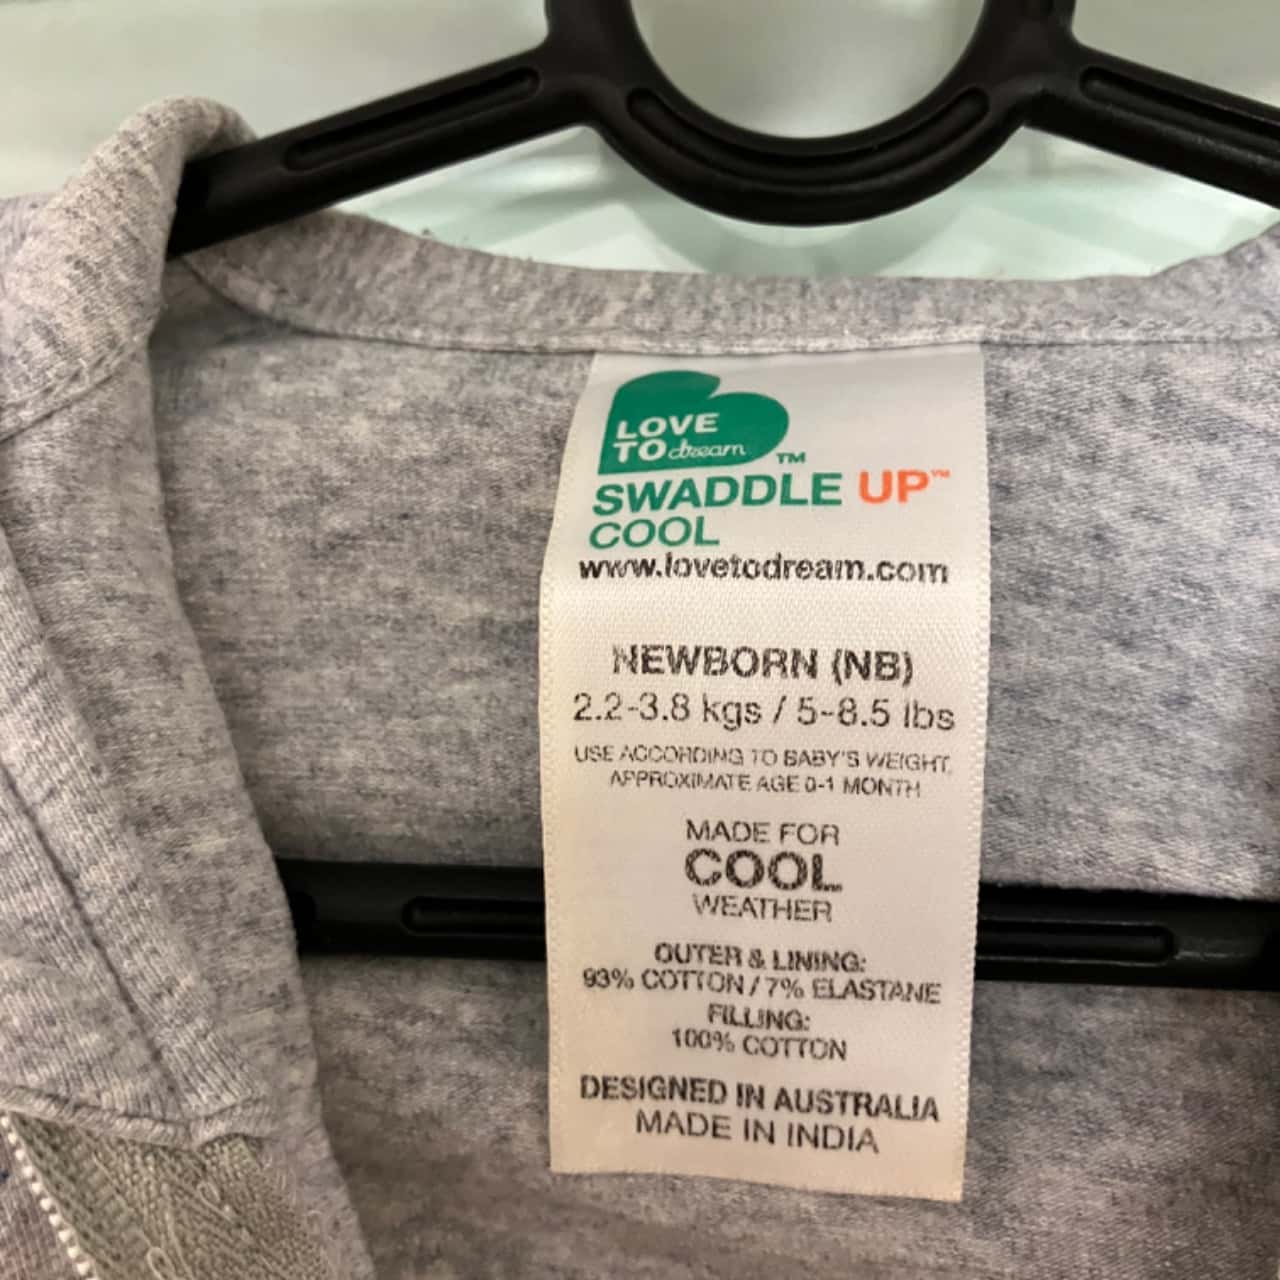 LOVE
TO dream™
SWADDLE UP™
COOL
www.lovetodream.com
NEWBORN (NB)
2.2-3.8 kgs / 5-8.5 lbs
USE ACCORDING TO BABY'S WEIGHT,
APPROXIMATE AGE 0-1 MONTH
MADE FOR
COOL
WEATHER
OUTER & LINING:
93% COTTON / 7% ELASTANE
FILLING:
100% COTTON
DESIGNED IN AUSTRALIA
MADE IN INDIA